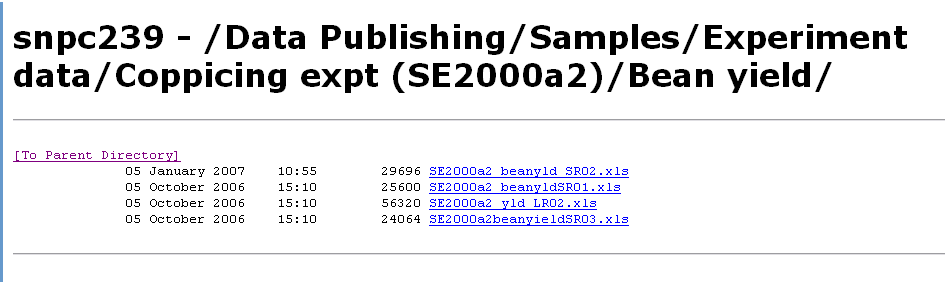 snpc239 - /Data Publishing/Samples/Experiment
data/Coppicing expt (SE2000a2)/Bean yield/
[To Parent Directory]
05 January 2007 10:55 29696 SE2000a2 beanyld SR02.xls
05 October 2006 15:10 25600 SE2000a2 beanyldSR01.xls
05 October 2006 15:10 56320 SE2000a2 yld LR02.xls
05 October 2006 15:10 24064 SE2000a2beanyieldSR03.xls